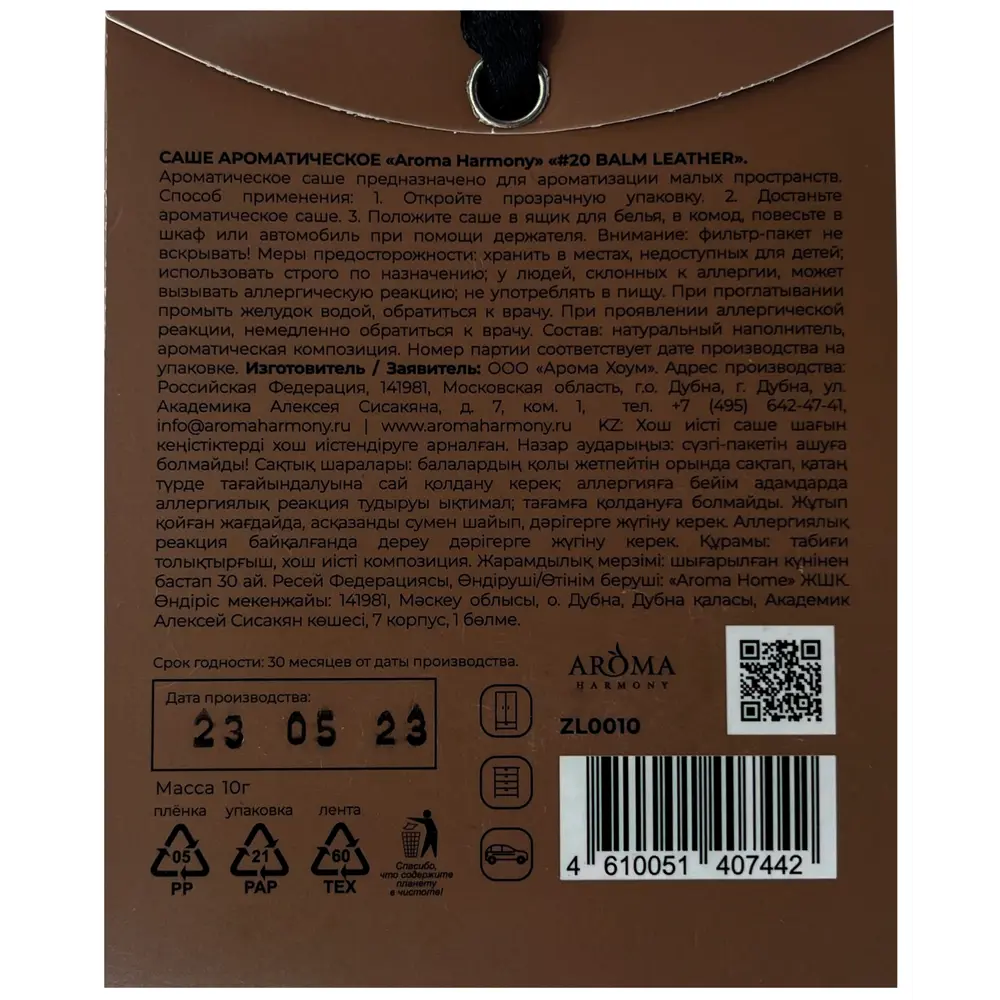 САШЕ АРОМАТИЧЕСКОЕ «Aroma Harmony» «#20 BALM LEATHER».
Ароматическое саше предназначено для ароматизации малых пространств.
Способ применения: 1. Откройте прозрачную упаковку. 2. Достаньте
ароматическое саше. 3. Положите саше в ящик для белья, в комод, повесьте в
шкаф или автомобиль при помощи держателя. Внимание: фильтр-пакет не
вскрывать! Меры предосторожности: хранить в местах, недоступных для детей;
использовать строго по назначению; у людей, склонных к аллергии, может
вызывать аллергическую реакцию; не употреблять в пищу. При проглатывании
промыть желудок водой, обратиться к врачу. При проявлении аллергической
реакции, немедленно обратиться к врачу. Состав: натуральный наполнитель,
ароматическая композиция. Номер партии соответствует дате производства на
упаковке. Изготовитель / Заявитель: ООО «Арома Хоум». Адрес производства:
Российская Федерация, 141981, Московская область, г.о. Дубна, г. Дубна, ул.
Академика Алексея Сисакяна, д. 7, ком. 1, тел. +7 (495) 642-47-41,
info@aromaharmony.ru | www.aromaharmony.ru KZ: Хош иісті саше шағын
кеңістіктерді хош иістендіруге арналған. Назар аударыңыз: сүзгі-пакетін ашуға
болмайды! Сақтық шаралары: балалардың қолы жетпейтін орында сақтап, қатаң
түрде тағайындалуына сай қолдану керек; аллергияға бейім адамдарда
аллергиялық реакция тудыруы ықтимал; тағамға қолдануға болмайды. Жұтып
қойған жағдайда, асқазанды сумен шайып, дәрігерге жүгіну керек. Аллергиялық
реакция байқалғанда дереу дәрігерге жүгіну керек. Құрамы: табиғи
толықтырғыш, хош иісті композиция. Жарамдылық мерзімі: шығарылған күнінен
бастап 30 ай. Ресей Федерациясы, Өндіруші/Өтінім беруші: «Aroma Home» ЖШК.
Өндіріс мекенжайы: 141981, Мәскеу облысы, о. Дубна, Дубна қаласы, Академик
Алексей Сисакян көшесі, 7 корпус, 1 бөлме.
Срок годности: 30 месяцев от даты производства.
Дата производства:
23 05 23
Масса 10г
плёнка упаковка лента
05 21 60
PP PAP TEX
Спасибо,
что содержите
планету
в чистоте!
AROMA
HARMONY
ZL0010
4 610051 407442